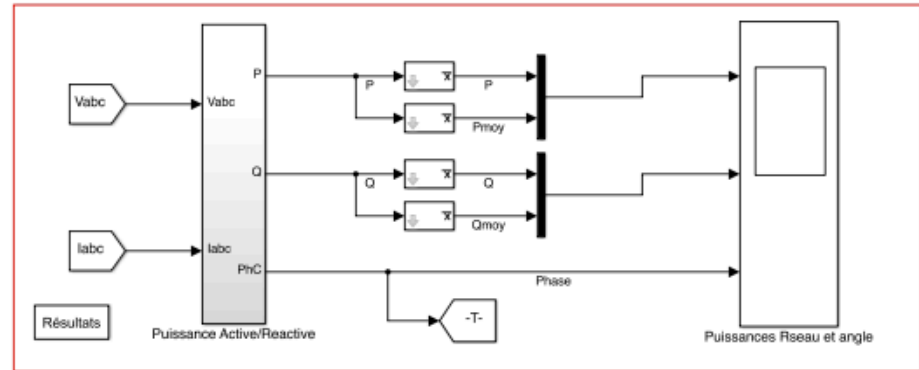 Vabc
Iabc
Résultats
Vabc
Iabc
P
Q
PhC
Puissance Active/Reactive
P
Q
x
x
x
x
P
Pmoy
Q
Qmoy
Phase
-T-
Puissances Rseau et angle